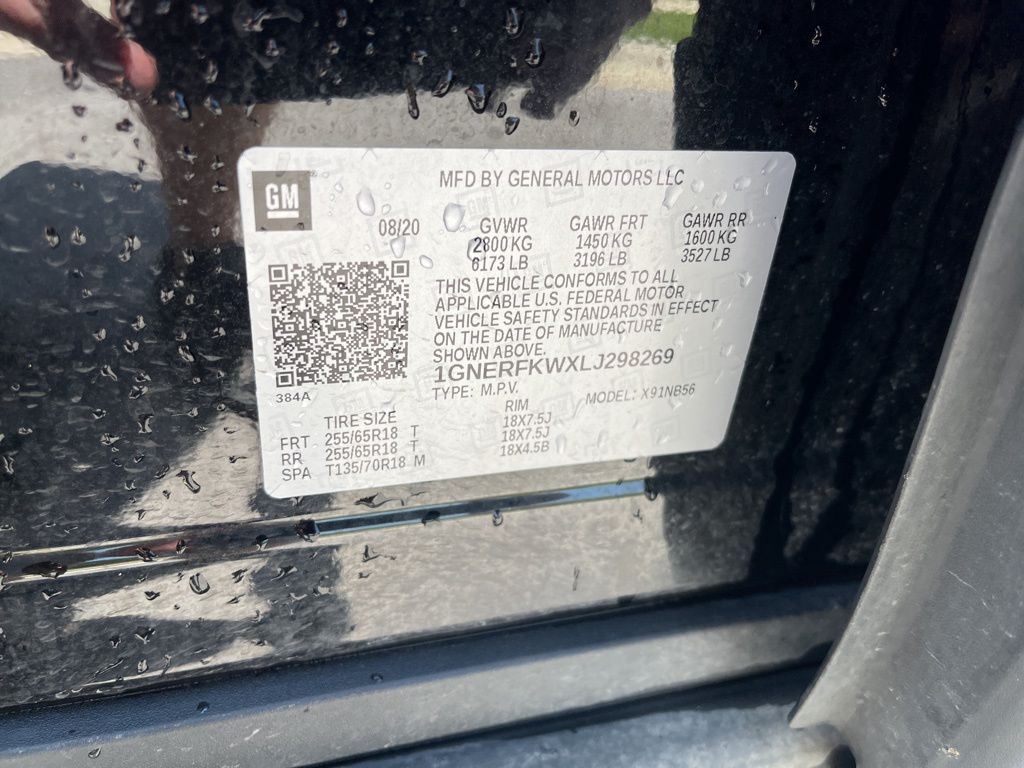 GM
MFD BY GENERAL MOTORS LLC
08/20
GVWR GAWR FRT GAWR RR
2800 KG 1450 KG 1600 KG
6173 LB 3196 LB 3527 LB
THIS VEHICLE CONFORMS TO ALL
APPLICABLE U.S. FEDERAL MOTOR
VEHICLE SAFETY STANDARDS IN EFFECT
ON THE DATE OF MANUFACTURE
SHOWN ABOVE.
1GNERFKWXLJ298269
TYPE: M.P.V. MODEL: X91NB56
384A
TIRE SIZE RIM
FRT 255/65R18 T 18X7.5J
RR 255/65R18 T 18X7.5J
SPA T135/70R18 M 18X4.5B